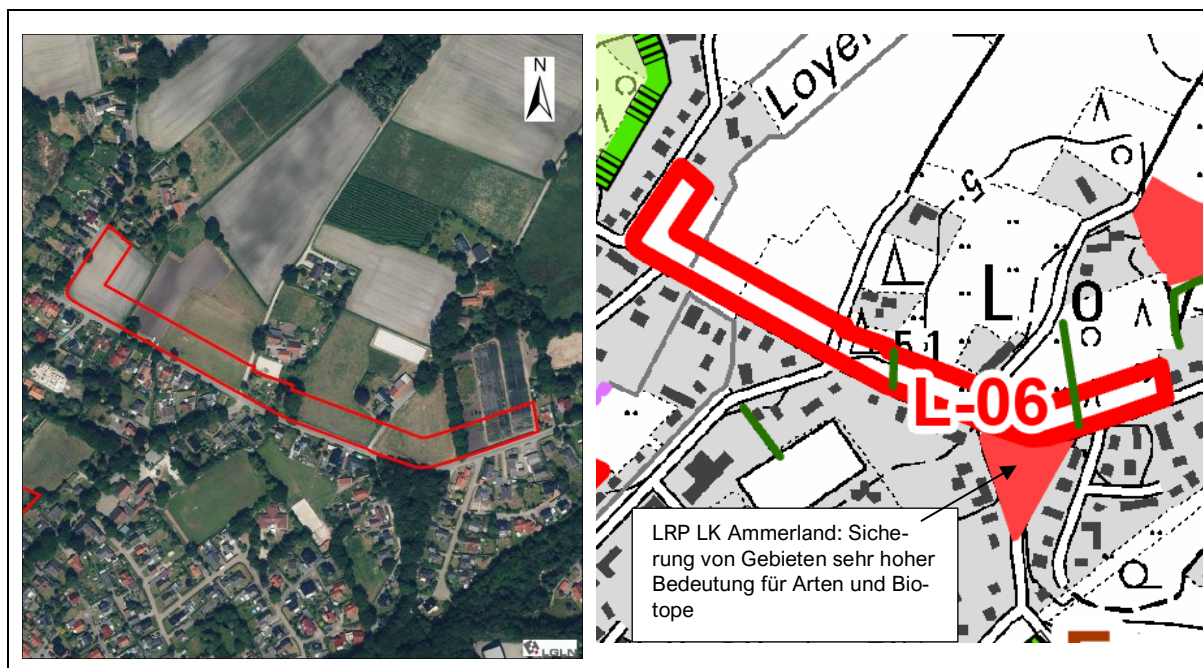 N
LGLN
Loyer
5
51
L o
L-06
LRP LK Ammerland: Siche-
rung von Gebieten sehr hoher
Bedeutung für Arten und Bio-
tope